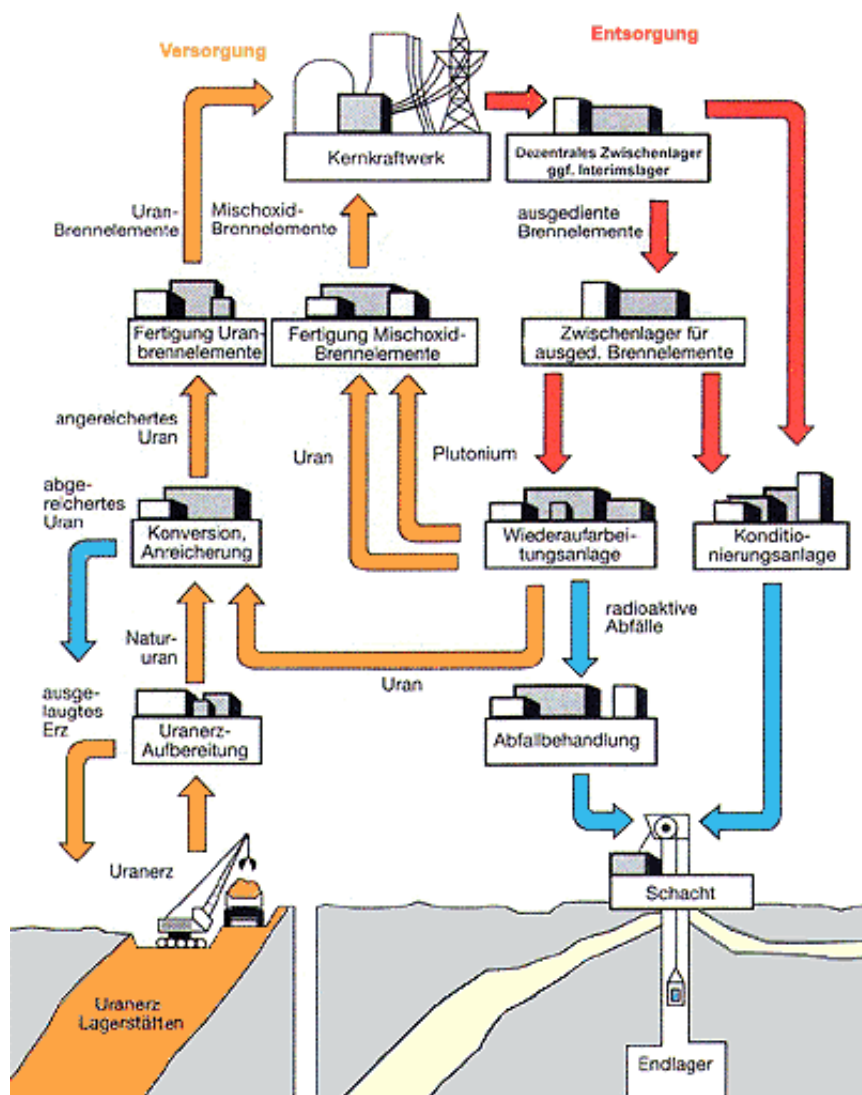 Versorgung
Entsorgung
Kernkraftwerk
Dezentrales Zwischenlager
ggf. Interimslager
Uran-
Brennelemente
Mischoxid-
Brennelemente
ausgediente
Brennelemente
Fertigung Uran-
brennelemente
Fertigung Mischoxid-
Brennelemente
Zwischenlager für
ausged. Brennelemente
angereichertes
Uran
Uran
Plutonium
abge-
reichertes
Uran
Konversion,
Anreicherung
Wiederaufarbei-
tungsanlage
Konditio-
nierungsanlage
Natur-
uran
radioaktive
Abfälle
Uran
ausge-
laugtes
Erz
Uranerz-
Aufbereitung
Abfallbehandlung
Uranerz
Schacht
Uranerz
Lagerstätten
Endlager